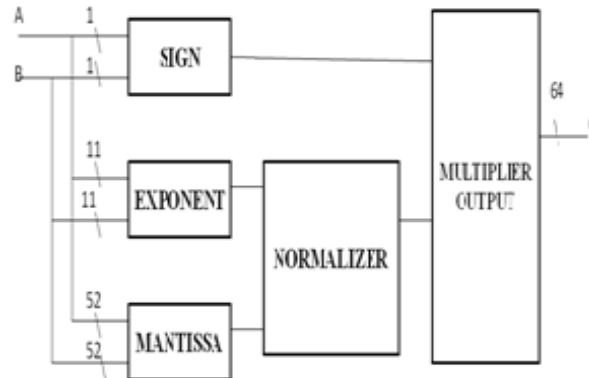 A
1
SIGN
B
1
64
11
EXPONENT
11
MULTIPLIER
OUTPUT
NORMALIZER
52
MANTISSA
52